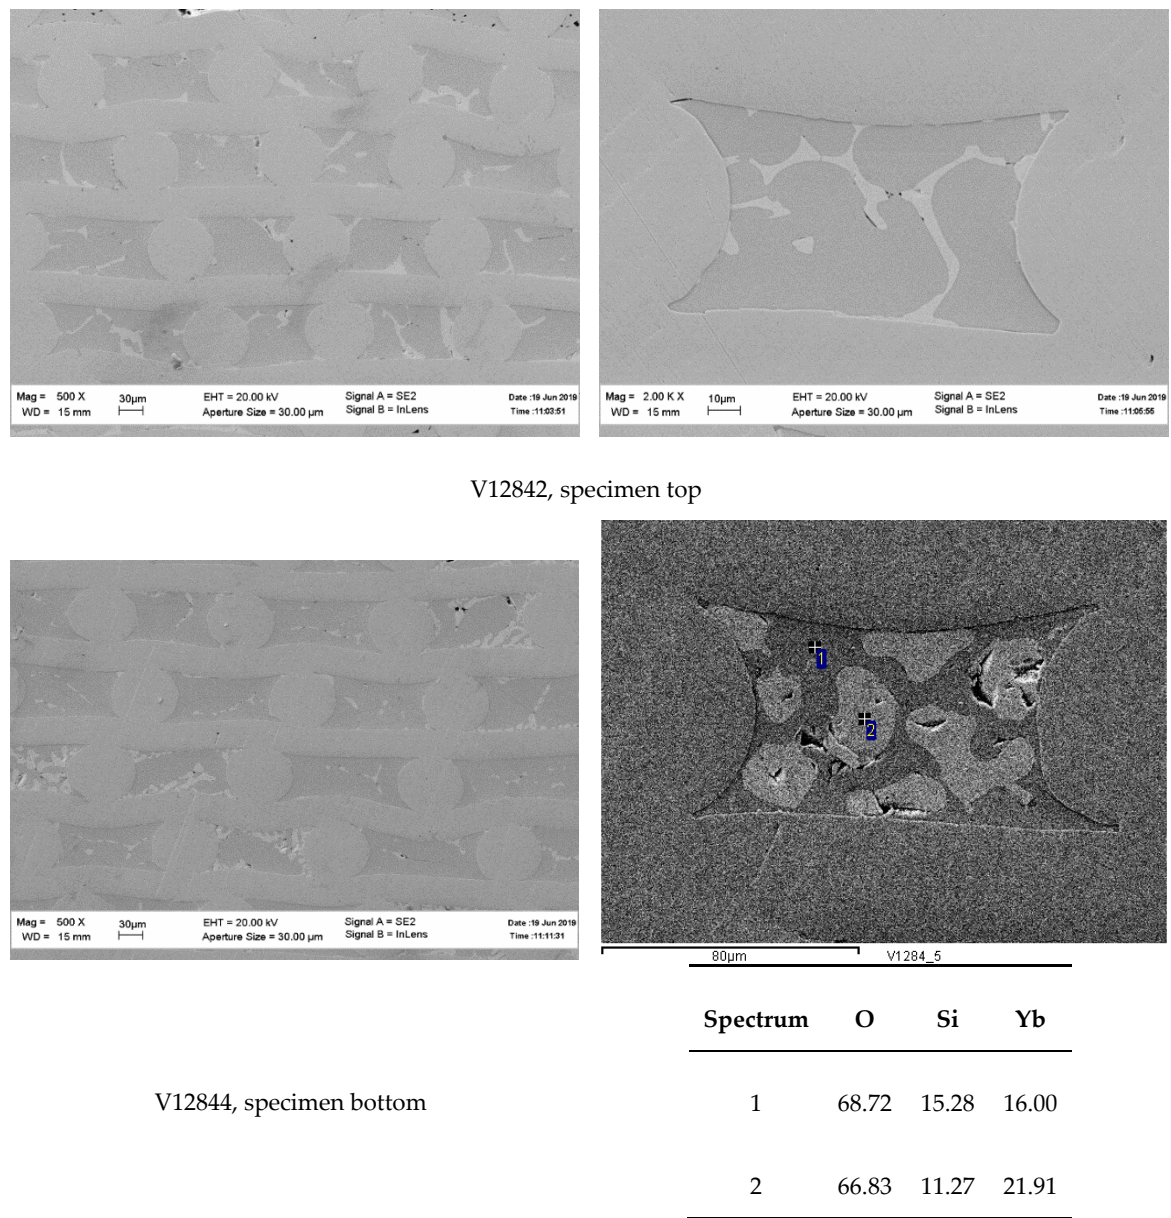 Mag = 500 X 30µm EHT = 20.00 kV Signal A = SE2 Date :19 Jun 2019
WD = 15 mm Aperture Size = 30.00 µm Signal B = InLens Time :11:03:51
Mag = 2.00 K X 10µm EHT = 20.00 kV Signal A = SE2 Date :19 Jun 2019
WD = 15 mm Aperture Size = 30.00 µm Signal B = InLens Time :11:05:55
V12842, specimen top
1
2
Mag = 500 X 30µm EHT = 20.00 kV Signal A = SE2 Date :19 Jun 2019
WD = 15 mm Aperture Size = 30.00 µm Signal B = InLens Time :11:11:31
80µm V1284_5
V12844, specimen bottom
Spectrum O Si Yb
1 68.72 15.28 16.00
2 66.83 11.27 21.91